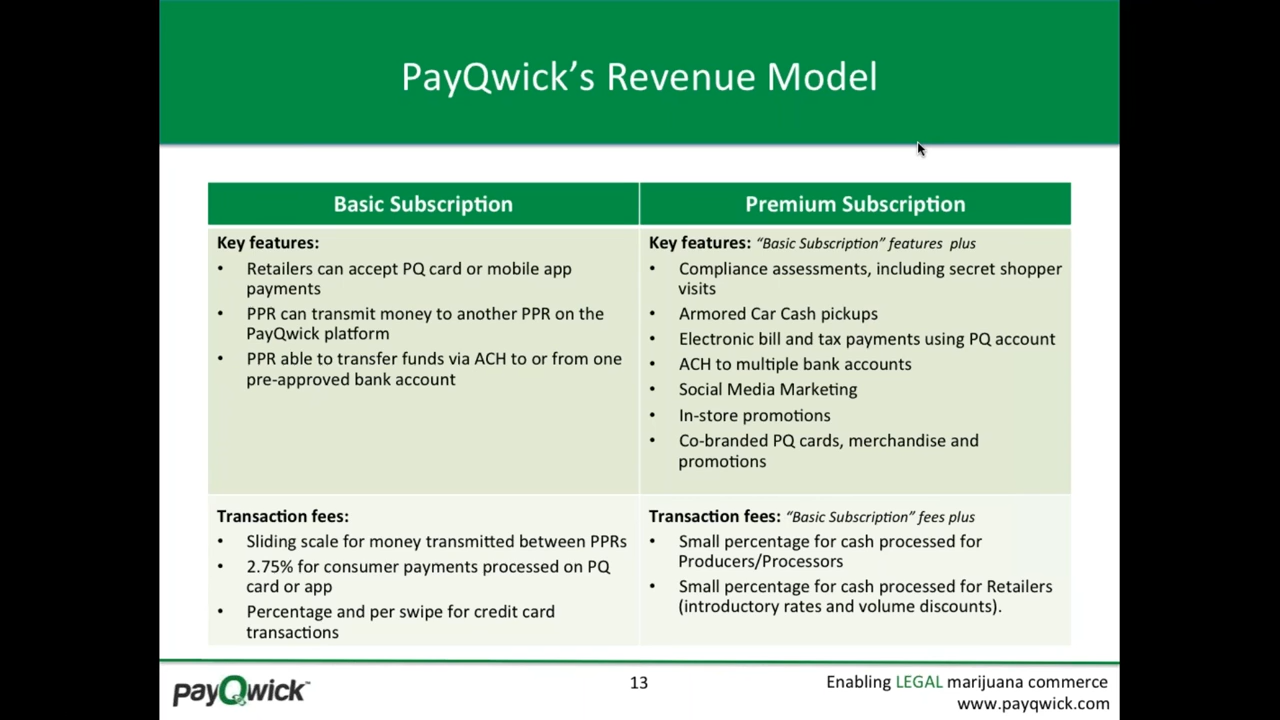 PayQwick’s Revenue Model
Basic Subscription
Premium Subscription
Key features:
• Retailers can accept PQ card or mobile app
payments
• PPR can transmit money to another PPR on the
PayQwick platform
• PPR able to transfer funds via ACH to or from one
pre-approved bank account
Key features: “Basic Subscription” features plus
• Compliance assessments, including secret shopper
visits
• Armored Car Cash pickups
• Electronic bill and tax payments using PQ account
• ACH to multiple bank accounts
• Social Media Marketing
• In-store promotions
• Co-branded PQ cards, merchandise and
promotions
Transaction fees:
• Sliding scale for money transmitted between PPRs
• 2.75% for consumer payments processed on PQ
card or app
• Percentage and per swipe for credit card
transactions
Transaction fees: “Basic Subscription” fees plus
• Small percentage for cash processed for
Producers/Processors
• Small percentage for cash processed for Retailers
(introductory rates and volume discounts).
payQwick™
13
Enabling LEGAL marijuana commerce
www.payqwick.com